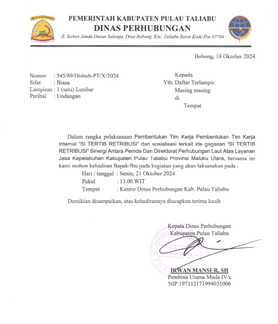 PEMERINTAH KABUPATEN PULAU TALIABU
DINAS PERHUBUNGAN
Jl. Kebun Janda Dusun Salenga, Desa Bobong, Kec. Taliabu Barat Kode Pos 97794
Bobong, 18 Oktober 2024
Nomor : 545/89/Dishub-PT/X/2024
Sifat : Biasa
Lampiran : 1 (satu) Lembar
Perihal : Undangan
Kepada
Yth. Daftar Terlampir
Masing masing
di
Tempat
Dalam rangka pelaksanaan Pembentukan Tim Kerja Pembentukan Tim Kerja
Internal "SI TERTIB RETRIBUSI" dan sosialisasi terkait ide gagasan "SI TERTIB
RETRIBUSI" Sinergi Antara Pemda Dan Direktorat Perhubungan Laut Atas Layanan
Jasa Kepelabuhan Kabupaten Pulau Taliabu Provinsi Maluku Utara, bersama ini
kami mohon kehadiran Bapak/Ibu pada kegiatan yang akan laksanakan pada :
Hari / tanggal : Senin, 21 Oktober 2024
Pukul : 13.00 WIT
Tempat : Kantor Dinas Perhubungan Kab. Pulau Taliabu
Demikian disampaikan, atas kehadirannya diucapkan terima kasih
Kepala Dinas Perhubungan
Kabupaten Pulau Taliabu
IRWAN MANSUR, SH
Pembina Utama Muda IV/c
NIP 197112171994031006